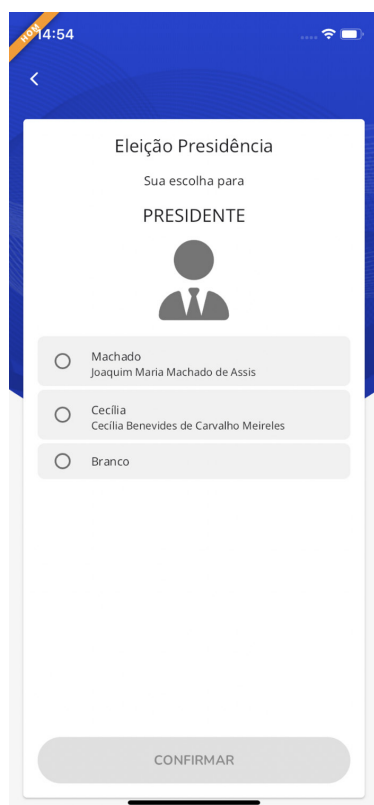 HOM
14:54
Eleição Presidência
Sua escolha para
PRESIDENTE
Machado
Joaquim Maria Machado de Assis
Cecília
Cecília Benevides de Carvalho Meireles
Branco
CONFIRMAR